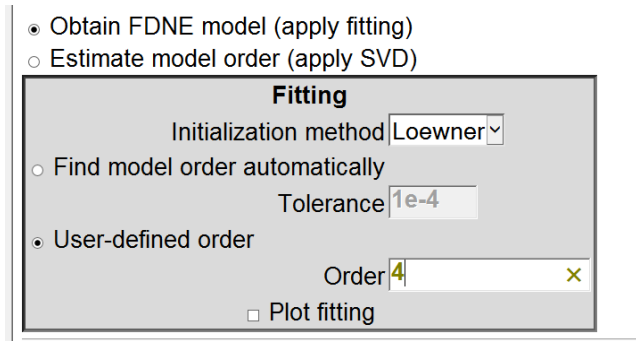 Obtain FDNE model (apply fitting)
Estimate model order (apply SVD)
Fitting
Initialization method Loewner
Find model order automatically
Tolerance 1e-4
User-defined order
Order 4
Plot fitting